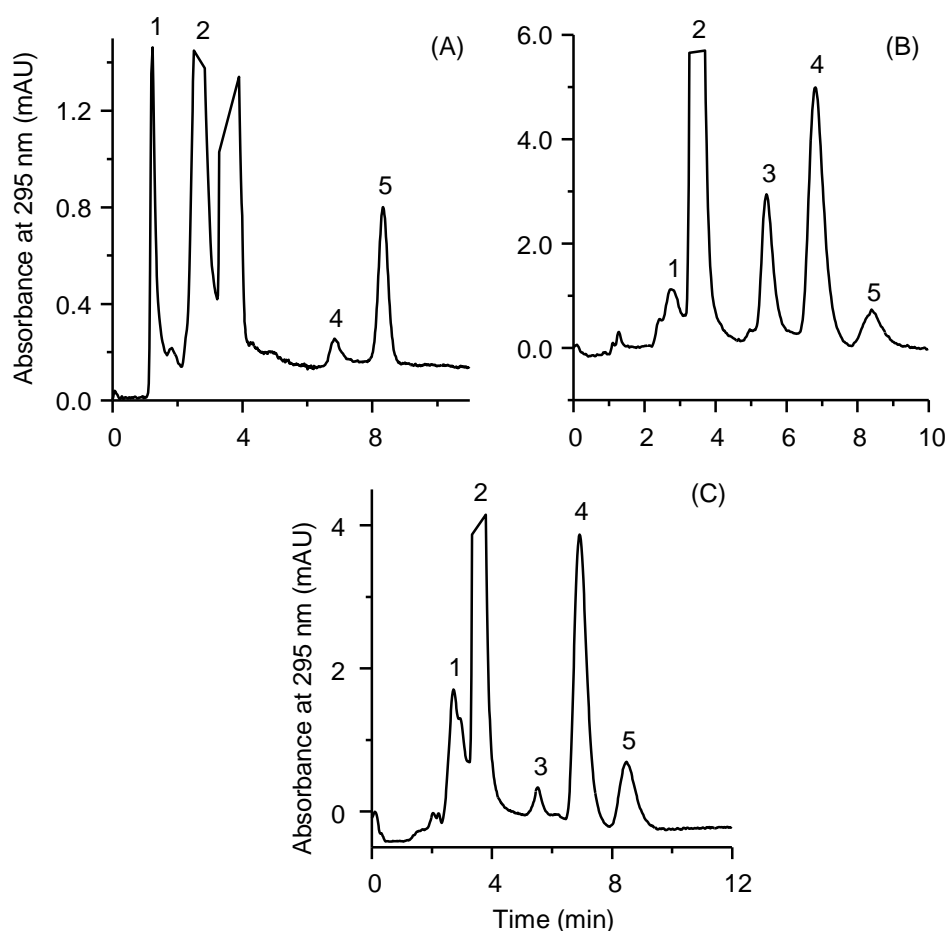 1 2 (A)
Absorbance at 295 nm (mAU)
1.2
0.8
0.4
0.0
4 5
0 4 8
2 (B)
6.0
4.0
2.0
0.0
1 3 4 5
0 2 4 6 8 10
2 (C)
Absorbance at 295 nm (mAU)
4
2
0
1 3 4 5
0 4 8 12
Time (min)